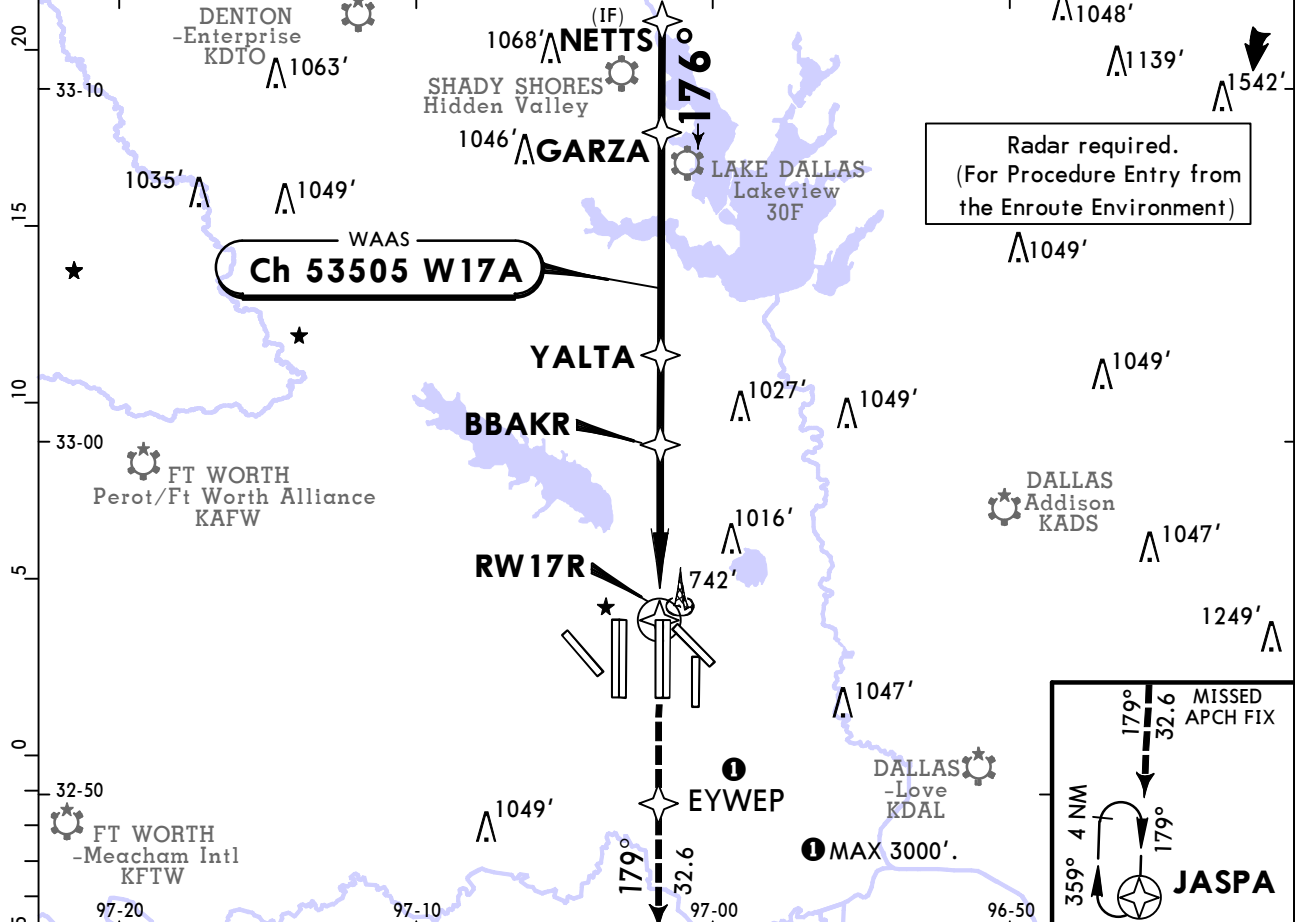 DENTON
-Enterprise
KDTO
(IF)
NETTS
1068'
1048'
20
1063'
176°
1139'
SHADY SHORES
Hidden Valley
1542'
33-10
1046'
GARZA
Radar required.
(For Procedure Entry from
the Enroute Environment)
LAKE DALLAS
Lakeview
30F
1035'
1049'
15
WAAS
Ch 53505 W17A
1049'
YALTA
1049'
1027'
1049'
10
BBAKR
33-00
FT WORTH
Perot/Ft Worth Alliance
KAFW
DALLAS
Addison
KADS
1016'
1047'
RW17R
5
742'
1249'
1047'
179°
32.6
MISSED
APCH FIX
0
1
EYWEP
DALLAS
-Love
KDAL
32-50
1049'
FT WORTH
-Meacham Intl
KFTW
4 NM
179°
1 MAX 3000'.
179°
32.6
359°
JASPA
97-20
97-10
97-00
96-50
5